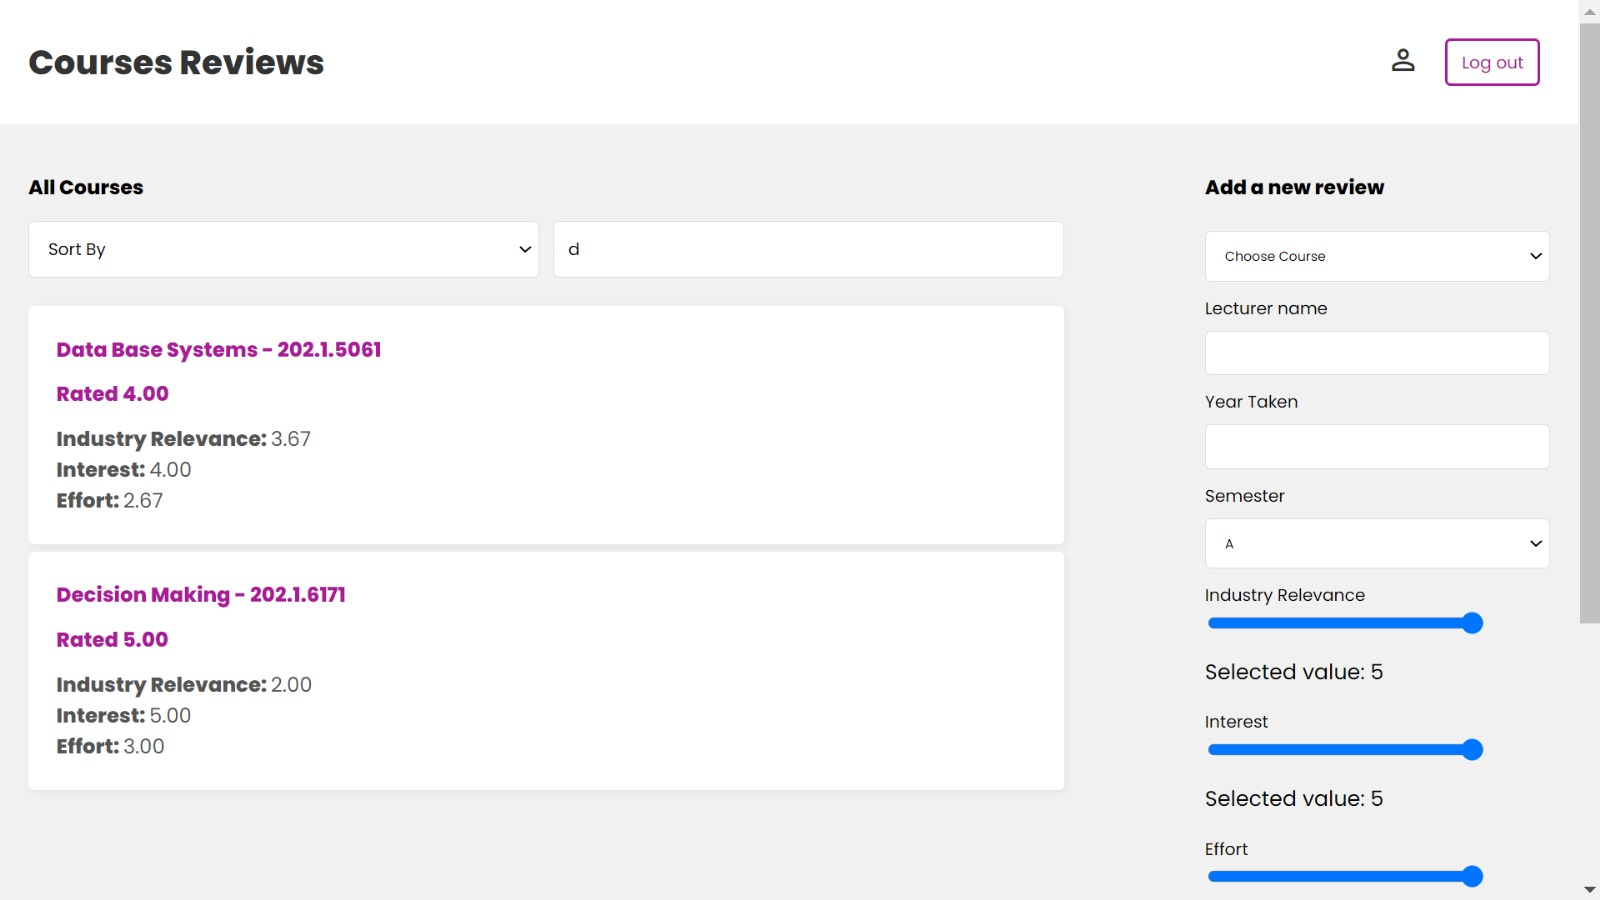 Courses Reviews
Log out
All Courses
Sort By
d
Data Base Systems - 202.1.5061
Rated 4.00
Industry Relevance: 3.67
Interest: 4.00
Effort: 2.67
Decision Making - 202.1.6171
Rated 5.00
Industry Relevance: 2.00
Interest: 5.00
Effort: 3.00
Add a new review
Choose Course
Lecturer name
Year Taken
Semester
A
Industry Relevance
Selected value: 5
Interest
Selected value: 5
Effort